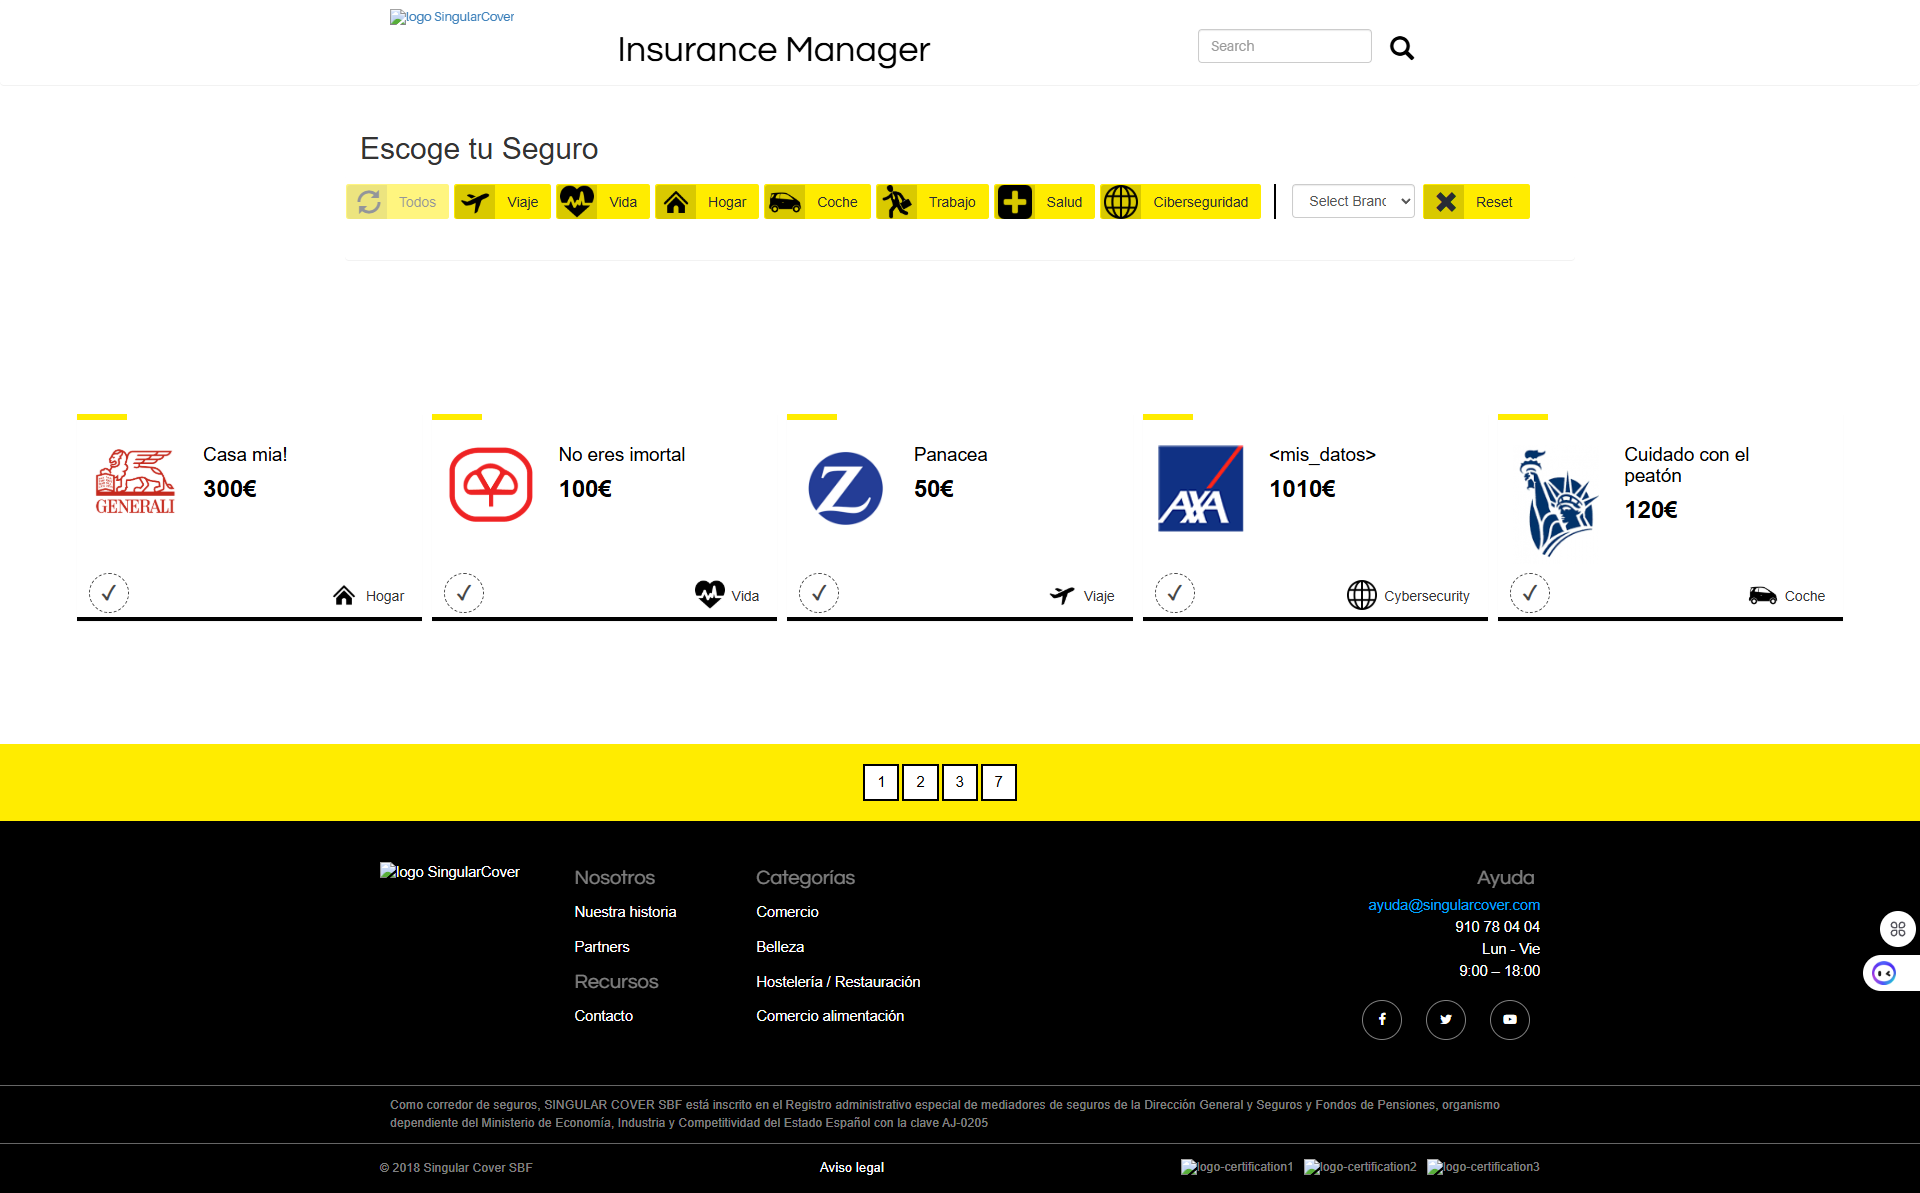 logo SingularCover
Insurance Manager
Search
Escoge tu Seguro
Todos
Viaje
Vida
Hogar
Coche
Trabajo
Salud
Ciberseguridad
Select Branc
Reset
Casa mia!
300€
GENERALI
Hogar
No eres imortal
100€
Vida
Panacea
50€
Z
Viaje
<mis_datos>
1010€
AXA
Cybersecurity
Cuidado con el
peatón
120€
Coche
1 2 3 7
logo SingularCover
Nosotros
Nuestra historia
Partners
Recursos
Contacto
Categorías
Comercio
Belleza
Hostelería / Restauración
Comercio alimentación
Ayuda
ayuda@singularcover.com
910 78 04 04
Lun - Vie
9:00 – 18:00
Como corredor de seguros, SINGULAR COVER SBF está inscrito en el Registro administrativo especial de mediadores de seguros de la Dirección General y Seguros y Fondos de Pensiones, organismo
dependiente del Ministerio de Economía, Industria y Competitividad del Estado Español con la clave AJ-0205
© 2018 Singular Cover SBF
Aviso legal
logo-certification1
logo-certification2
logo-certification3